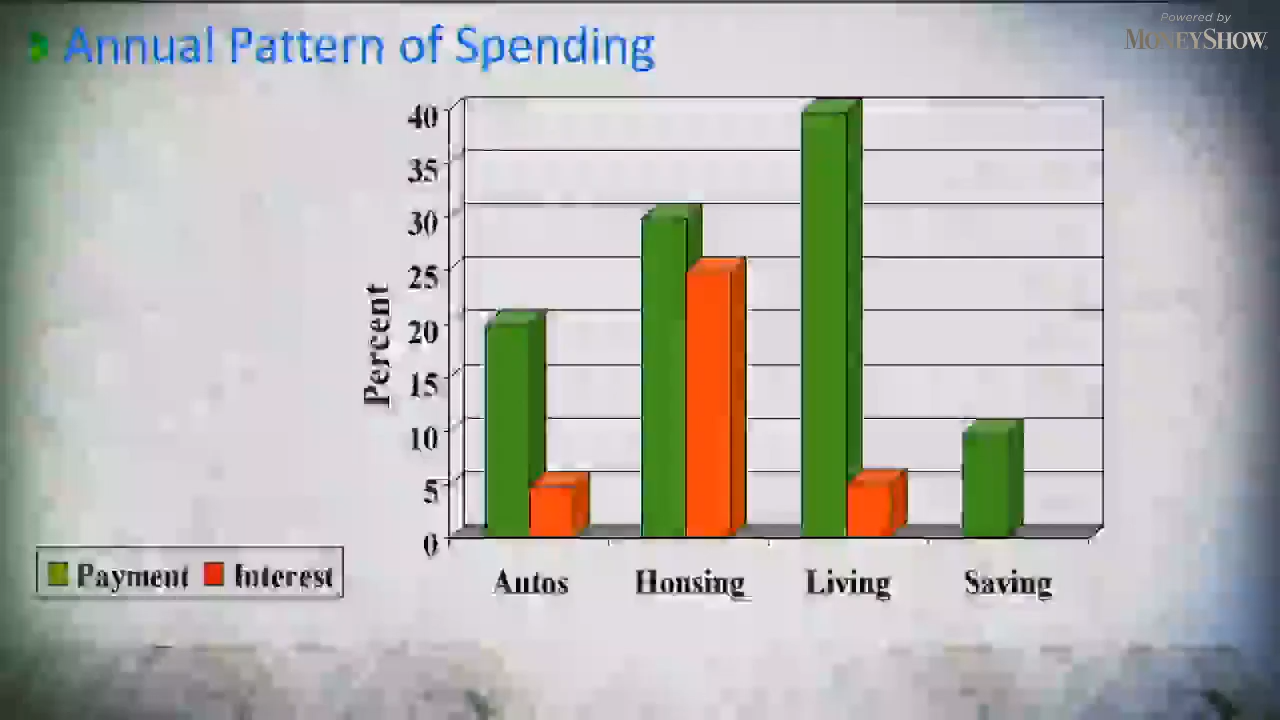 Powered by
MONEYSHOW
Annual Pattern of Spending
40
35
30
25
20
15
10
5
0
Percent
Autos Housing Living Saving
Payment Interest